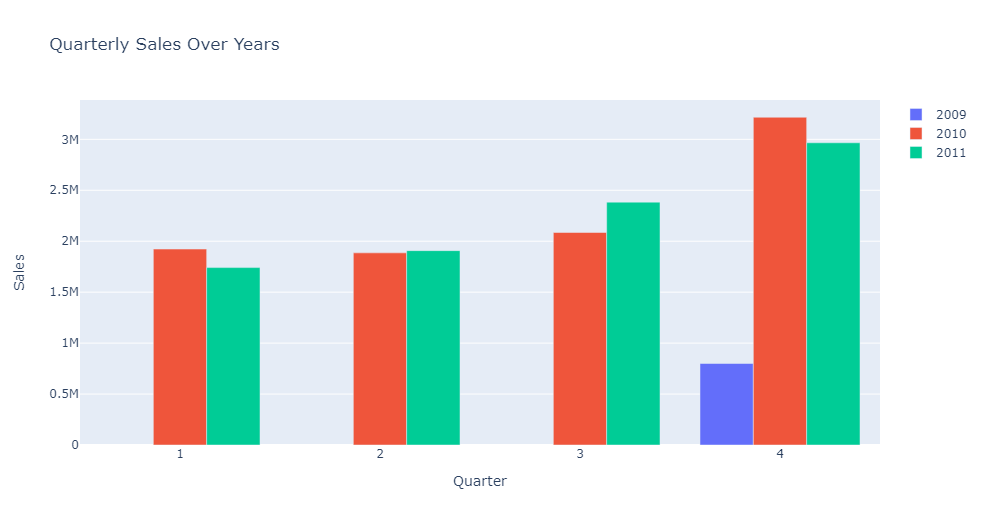 Quarterly Sales Over Years
2009
2010
2011
3M
2.5M
2M
1.5M
1M
0.5M
0
Sales
1 2 3 4
Quarter